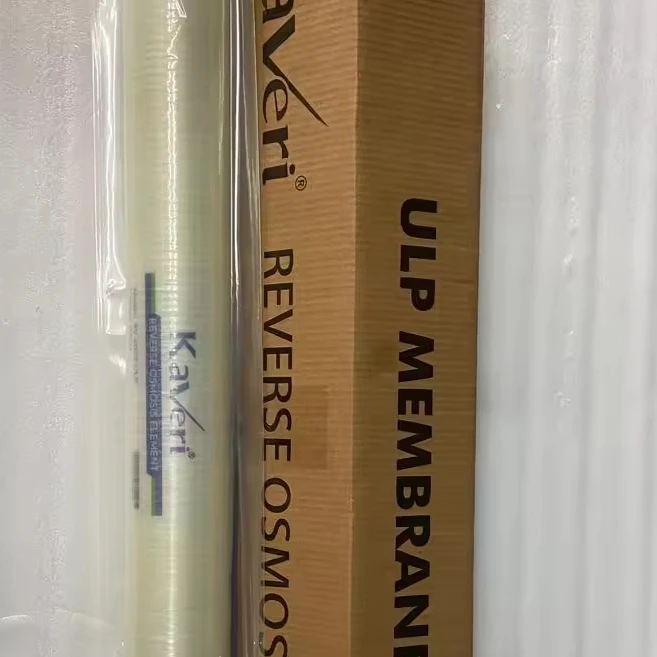 Kaveri®
REVERSE OSMOSIS ELEMENT
averi®
REVERSE OSMOS
ULP MEMBRAN